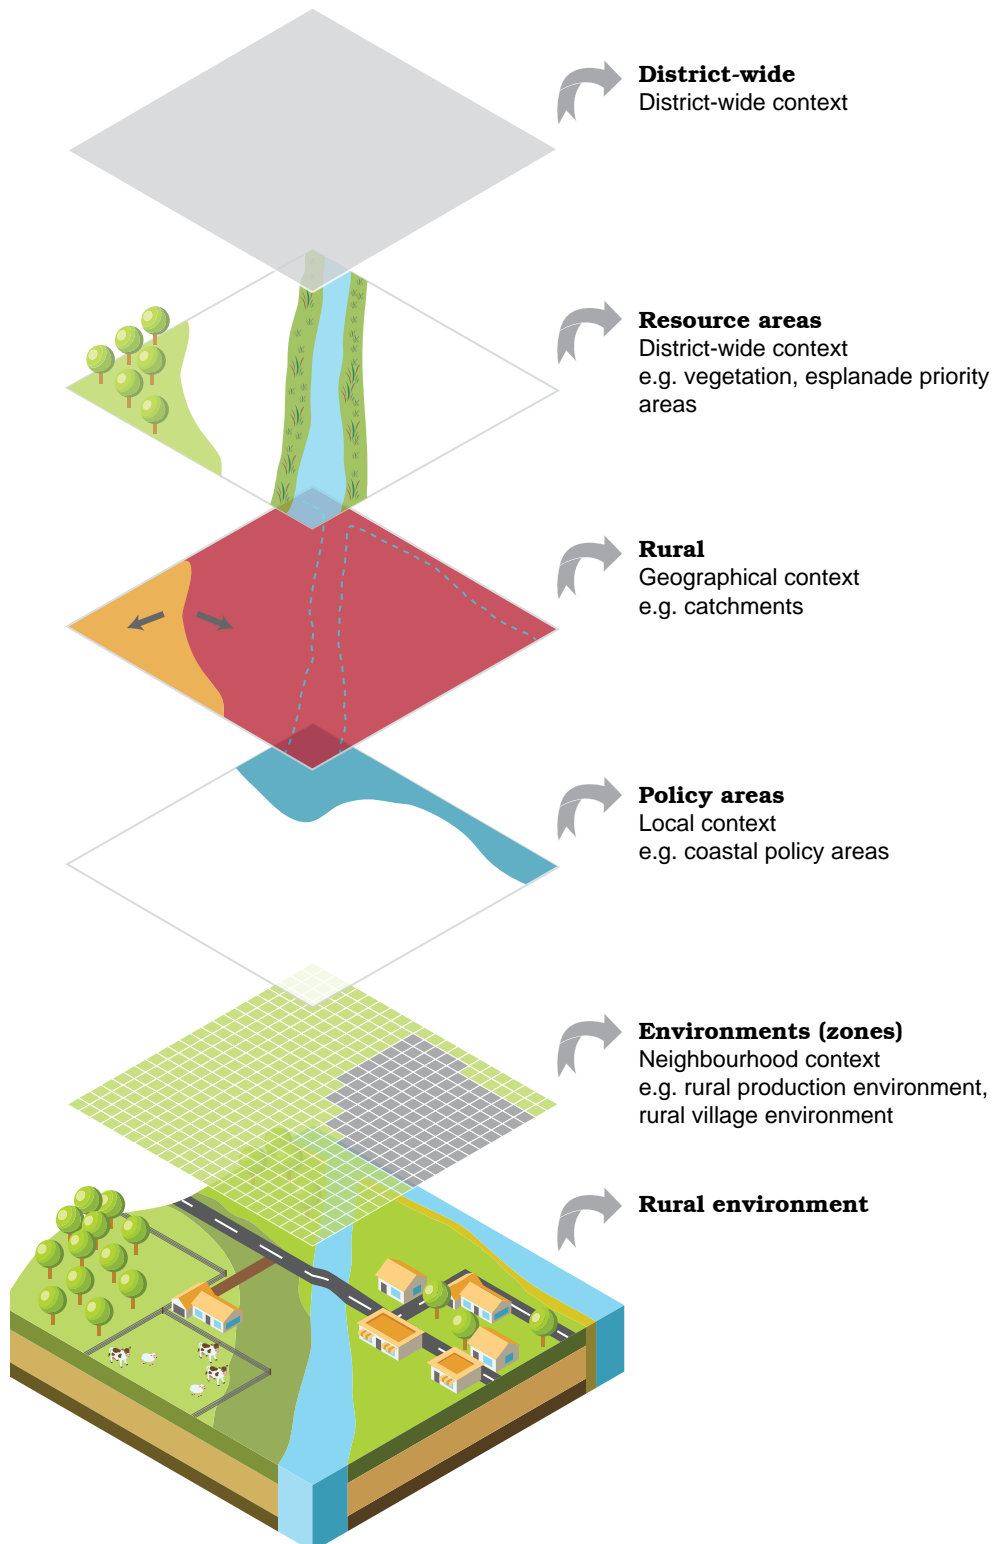 District-wide
District-wide context
Resource areas
District-wide context
e.g. vegetation, esplanade priority
areas
Rural
Geographical context
e.g. catchments
Policy areas
Local context
e.g. coastal policy areas
Environments (zones)
Neighbourhood context
e.g. rural production environment,
rural village environment
Rural environment